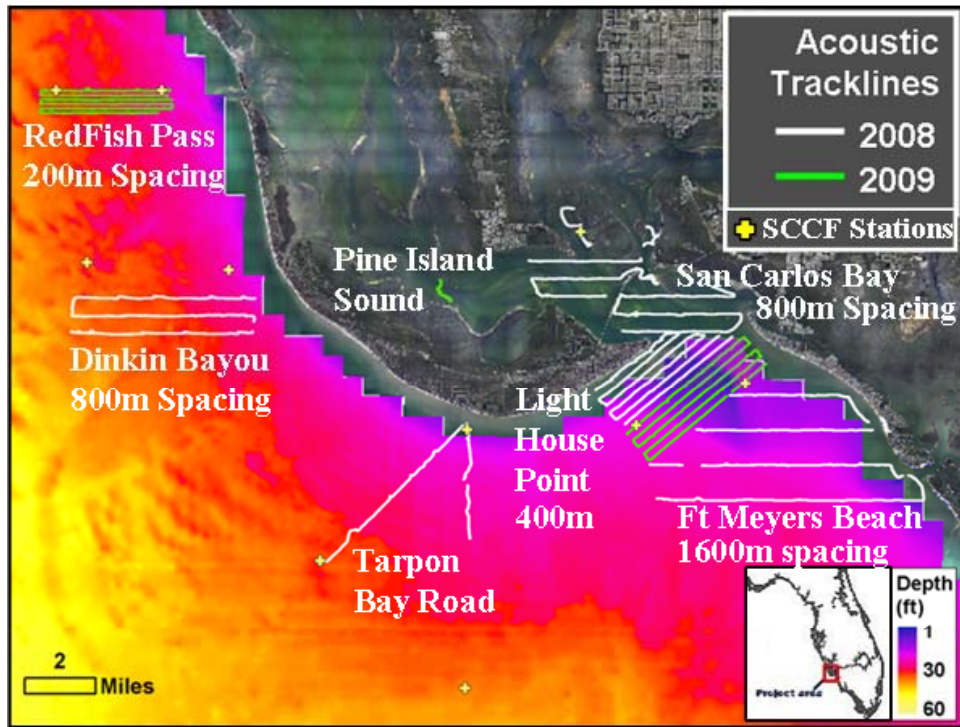 Acoustic
Tracklines
2008
2009
SCCF Stations
RedFish Pass
200m Spacing
Pine Island
Sound
San Carlos Bay
800m Spacing
Dinkin Bayou
800m Spacing
Light
House
Point
400m
Ft Meyers Beach
1600m spacing
Tarpon
Bay Road
2
Miles
Project area
Depth
(ft)
1
30
60